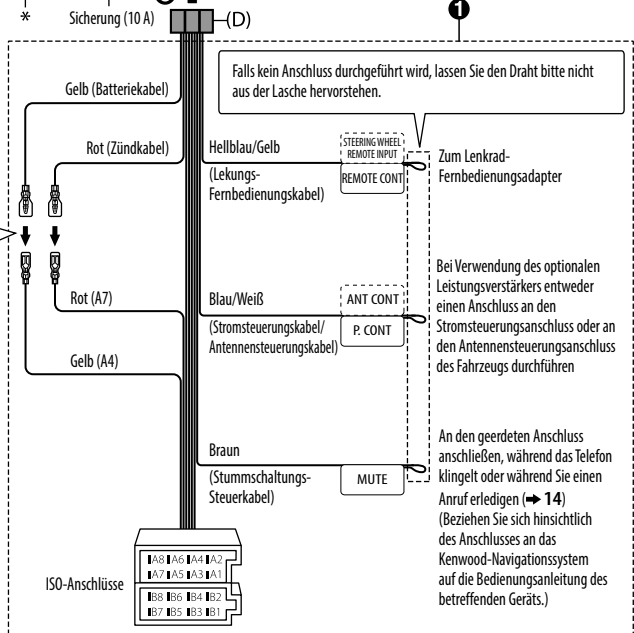 *
Sicherung (10 A)
(D)
1
Falls kein Anschluss durchgeführt wird, lassen Sie den Draht bitte nicht
aus der Lasche hervorstehen.
Gelb (Batteriekabel)
Rot (Zündkabel)
Hellblau/Gelb
(Lekungs-
Fernbedienungskabel)
STEERING WHEEL
REMOTE INPUT
REMOTE CONT
Zum Lenkrad-
Fernbedienungsadapter
Rot (A7)
Gelb (A4)
Blau/Weiß
(Stromsteuerungskabel/
Antennensteuerungskabel)
ANT CONT
P. CONT
Bei Verwendung des optionalen
Leistungsverstärkers entweder
einen Anschluss an den
Stromsteuerungsanschluss oder an
den Antennensteuerungsanschluss
des Fahrzeugs durchführen
Braun
(Stummschaltungs-
Steuerkabel)
MUTE
An den geerdeten Anschluss
anschließen, während das Telefon
klingelt oder während Sie einen
Anruf erledigen (➡ 14)
(Beziehen Sie sich hinsichtlich
des Anschlusses an das
Kenwood-Navigationssystem
auf die Bedienungsanleitung des
betreffenden Geräts.)
ISO-Anschlüsse
A8 A6 A4 A2
A7 A5 A3 A1
B8 B6 B4 B2
B7 B5 B3 B1